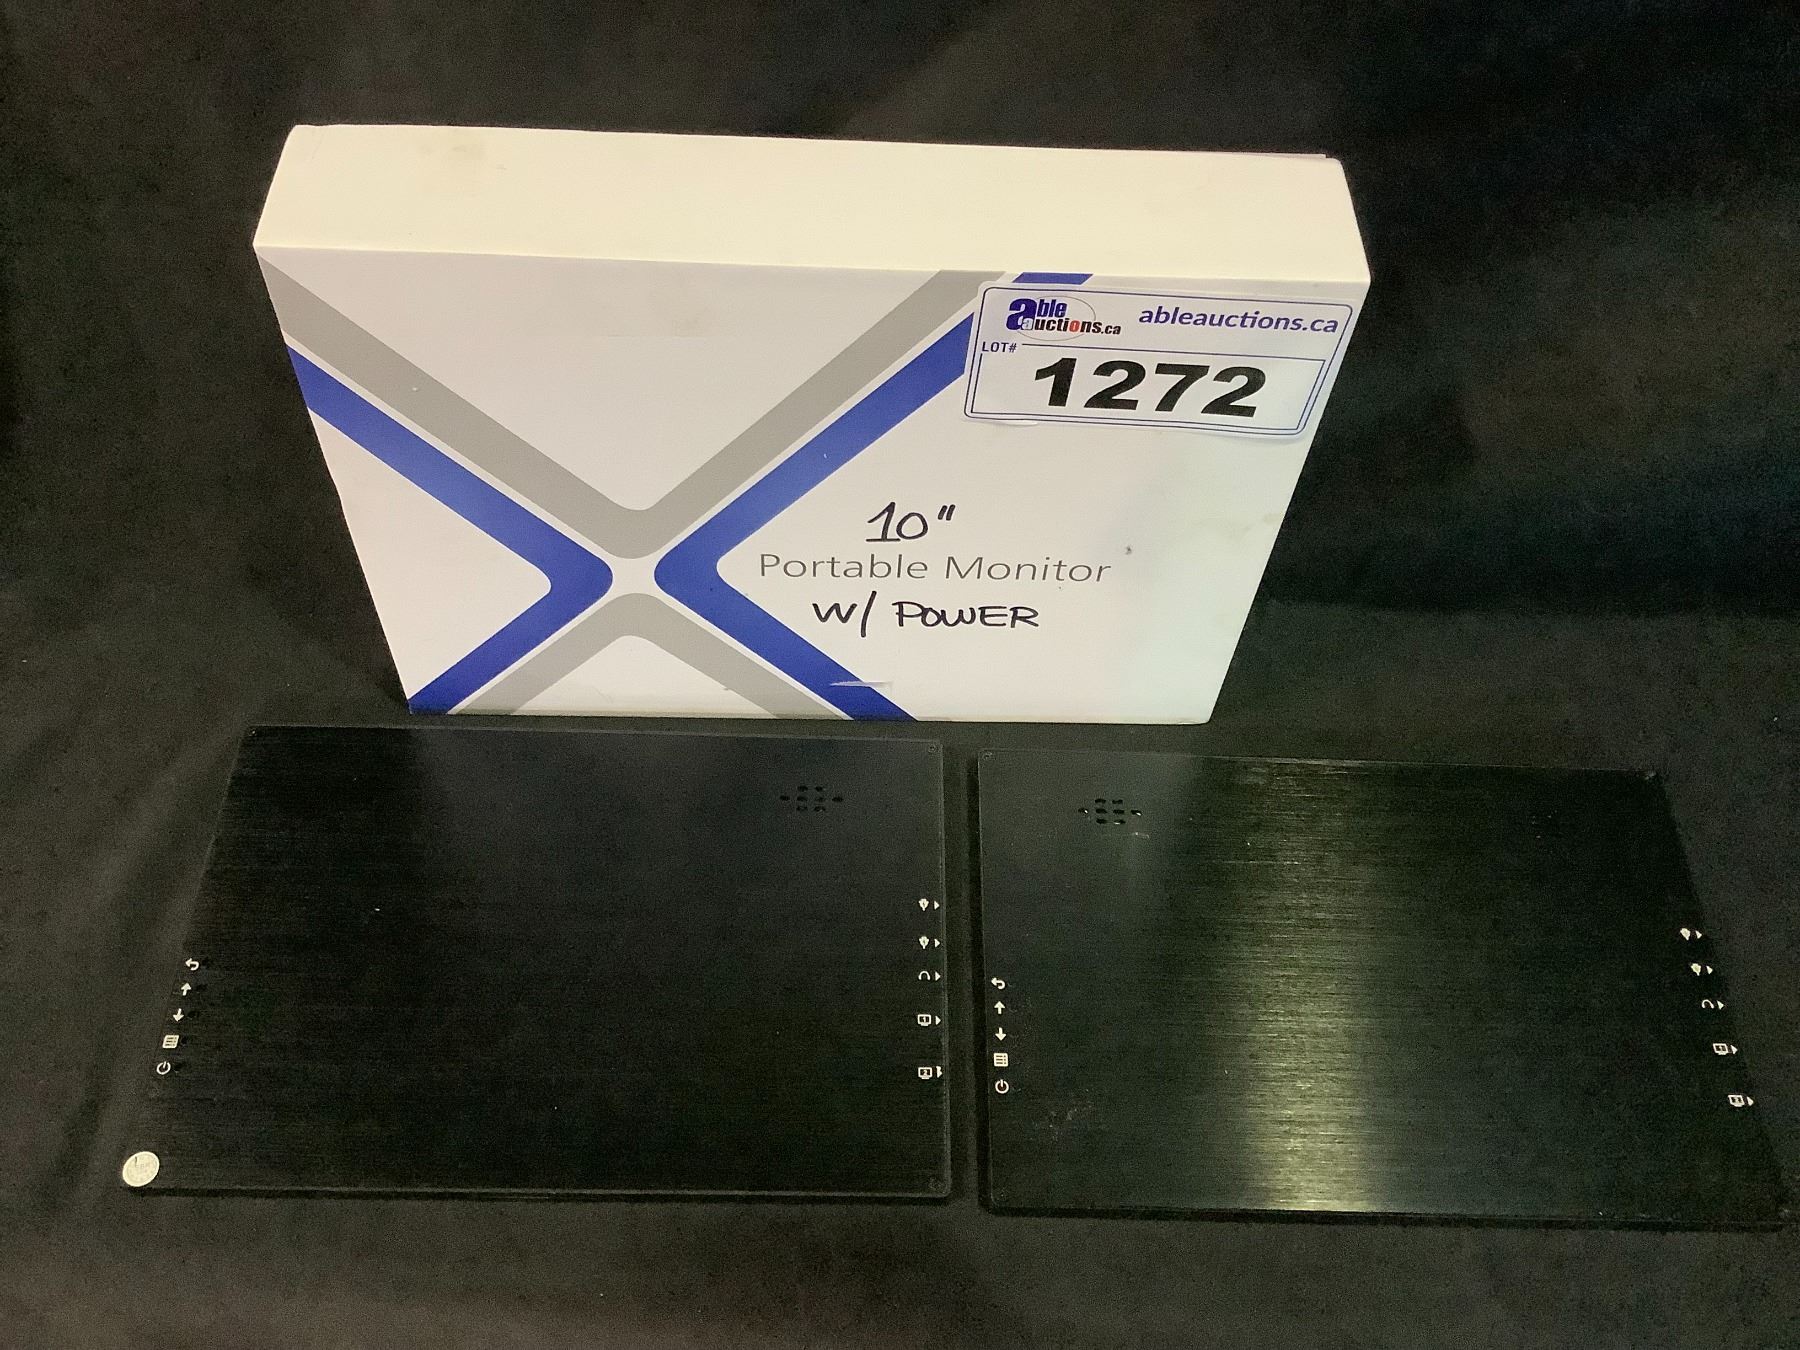 able auctions.ca
ableauctions.ca
LOT#
1272
10"
Portable Monitor
W/ POWER